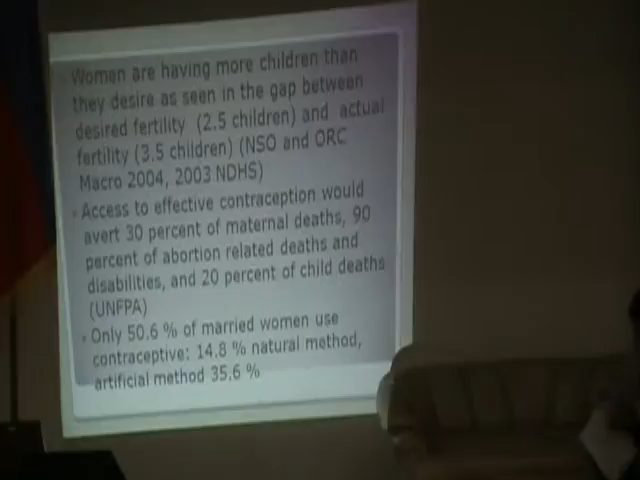 Women are having more children than
they desire as seen in the gap between
desired fertility (2.5 children) and actual
fertility (3.5 children) (NSO and ORC
Macro 2004, 2003 NDHS)
Access to effective contraception would
avert 30 percent of maternal deaths, 90
percent of abortion related deaths and
disabilities, and 20 percent of child deaths
(UNFPA)
Only 50.6 % of married women use
contraceptive: 14.8 % natural method,
artificial method 35.6 %